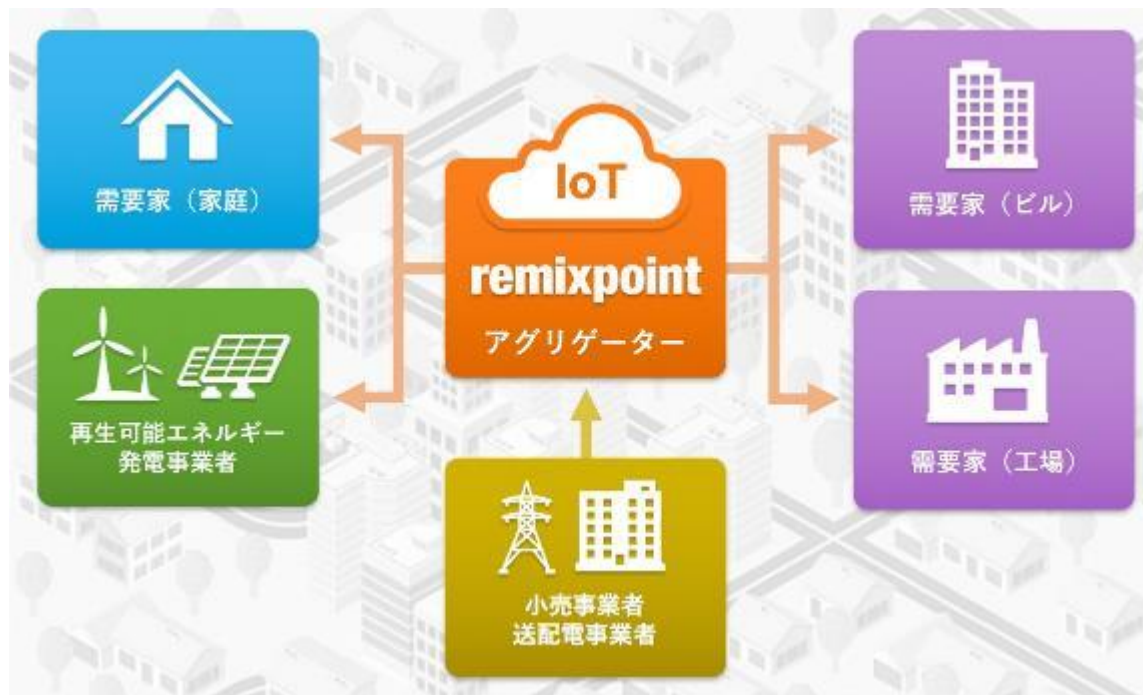 需要家（家庭）
再生可能エネルギー
発電事業者
IoT
remixpoint
アグリゲーター
小売事業者
送配電事業者
需要家（ビル）
需要家（工場）